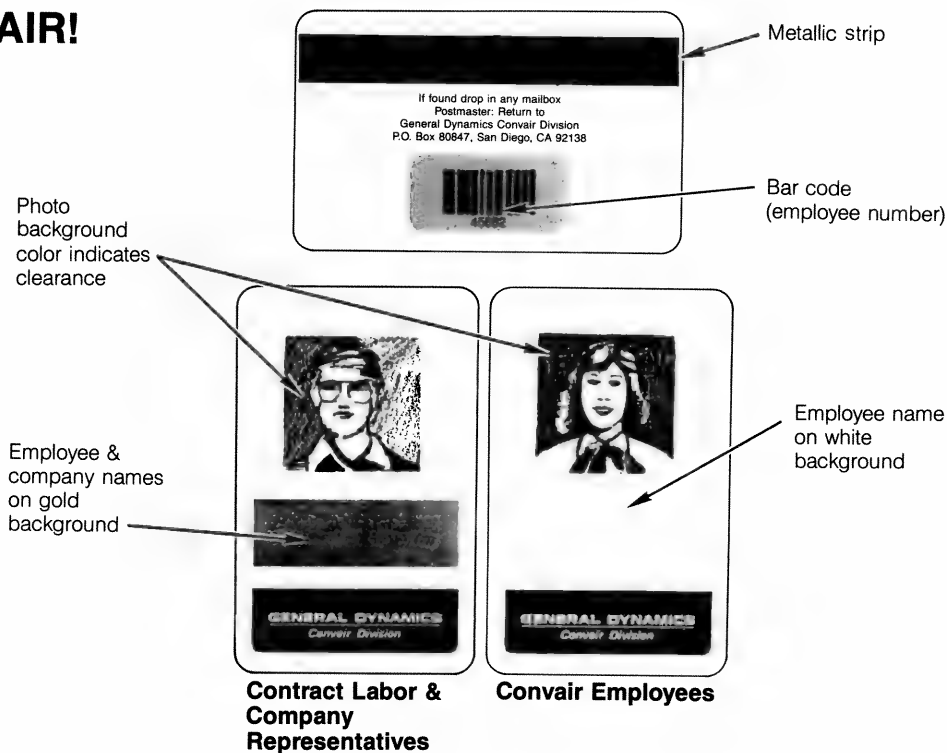 AIR!
Metallic strip
If found drop in any mailbox
Postmaster: Return to
General Dynamics Convair Division
P.O. Box 80847, San Diego, CA 92138
Bar code
(employee number)
Photo
background
color indicates
clearance
Employee name
on white
background
Employee &
company names
on gold
background
GENERAL DYNAMICS
Convair Division
GENERAL DYNAMICS
Convair Division
Contract Labor &
Company
Representatives
Convair Employees